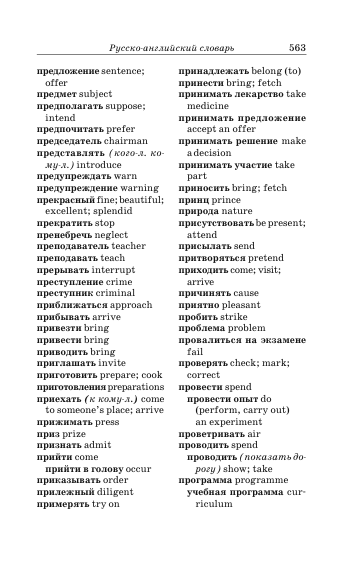 Русско-английский словарь 563
предложение sentence;
offer
предмет subject
предполагать suppose;
intend
предпочитать prefer
председатель chairman
представлять (кого-л. ко-
му-л.) introduce
предупреждать warn
предупреждение warning
прекрасный fine; beautiful;
excellent; splendid
прекратить stop
пренебречь neglect
преподаватель teacher
преподавать teach
прерывать interrupt
преступление crime
преступник criminal
приближаться approach
прибывать arrive
привезти bring
привести bring
приводить bring
приглашать invite
приготовить prepare; cook
приготовления preparations
приехать (к кому-л.) come
to someone's place; arrive
прижимать press
приз prize
признать admit
прийти come
прийти в голову occur
приказывать order
прилежный diligent
примерять try on
принадлежать belong (to)
принести bring; fetch
принимать лекарство take
medicine
принимать предложение
accept an offer
принимать решение make
a decision
принимать участие take
part
приносить bring; fetch
принц prince
природа nature
присутствовать be present;
attend
присылать send
притворяться pretend
приходить come; visit;
arrive
причинять cause
приятно pleasant
пробить strike
проблема problem
провалиться на экзамене
fail
проверять check; mark;
correct
провести spend
провести опыт do
(perform, carry out)
an experiment
проветривать air
проводить spend
проводить (показать до-
рогу) show; take
программа programme
учебная программа cur-
riculum